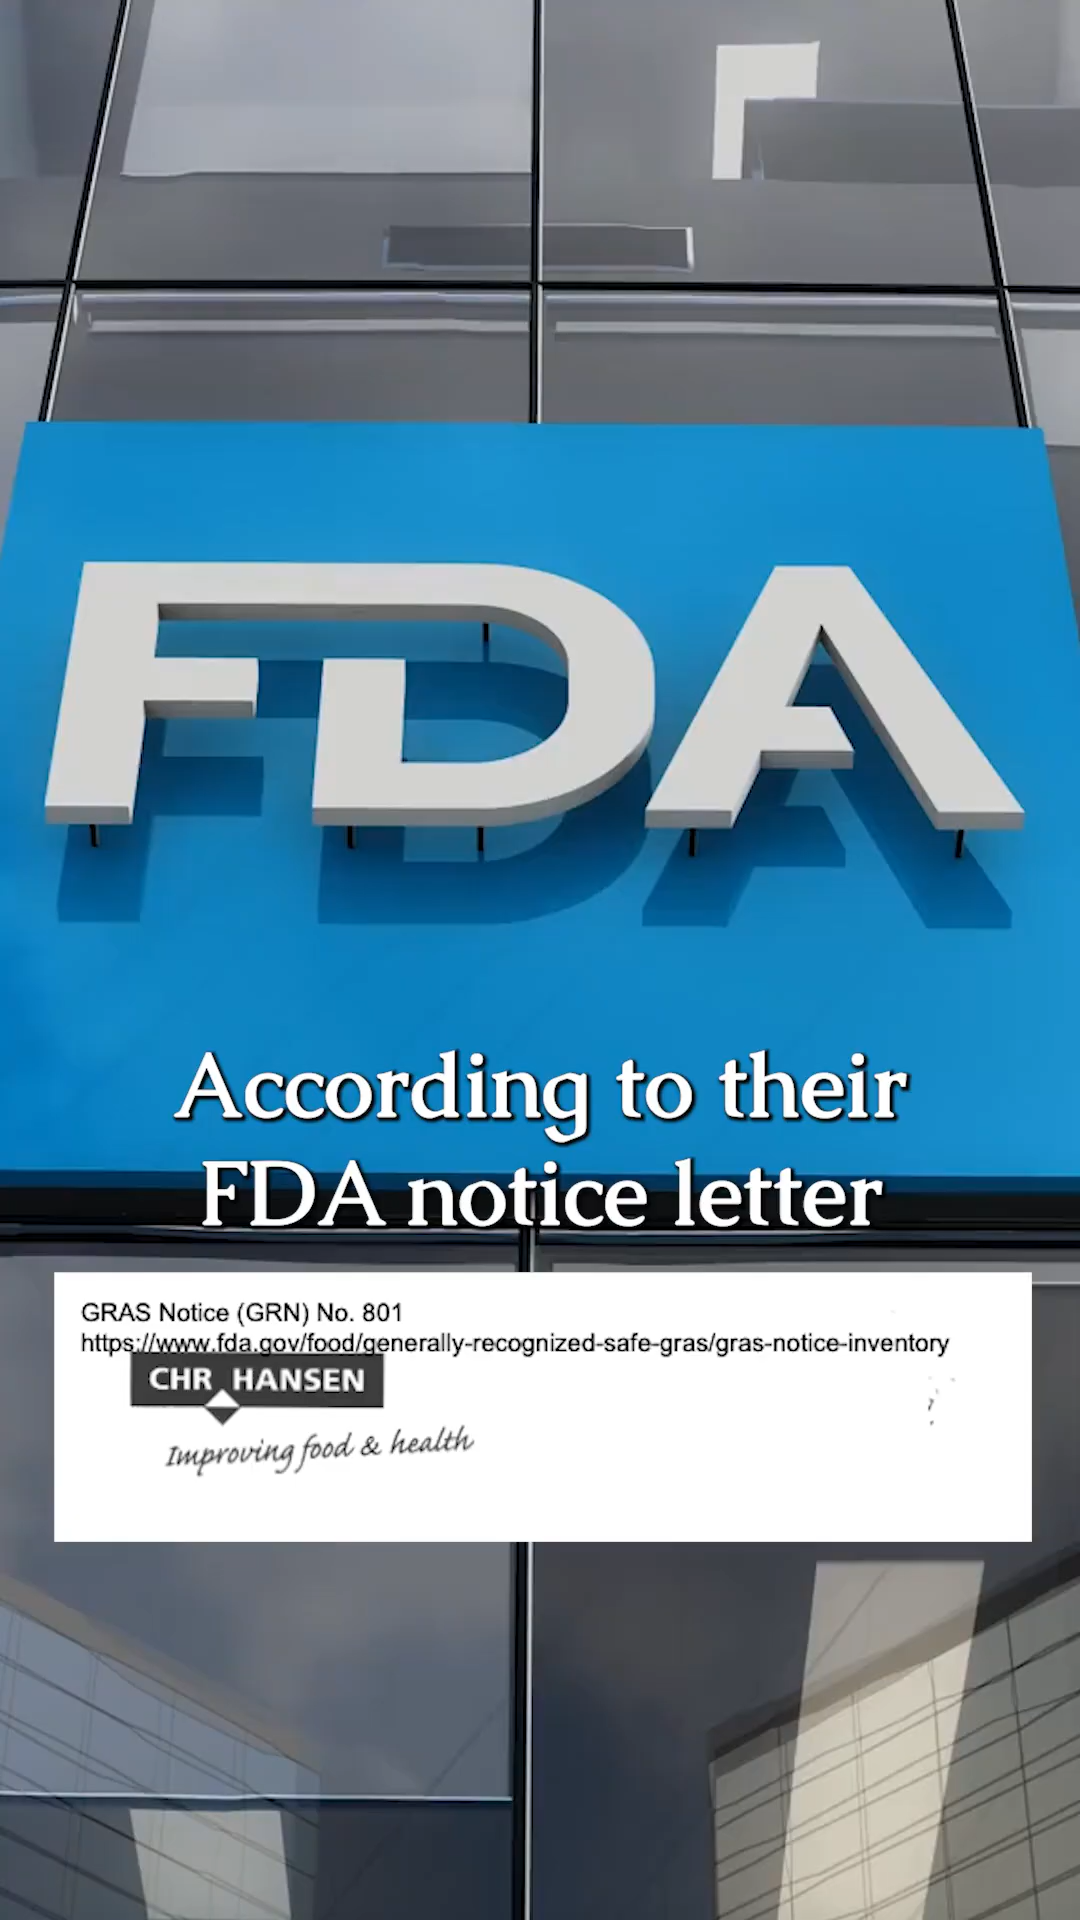 FDA
According to their
FDA notice letter
GRAS Notice (GRN) No. 801
https://www.fda.gov/food/generally-recognized-safe-gras/gras-notice-inventory
CHR HANSEN
Improving food & health